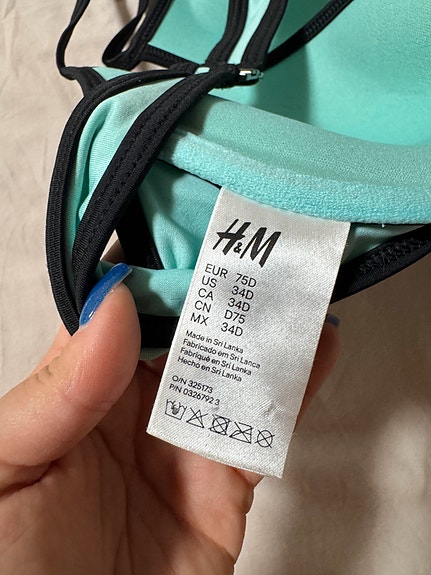 H&M
EUR 75D
US 34D
CA 34D
CN D75
MX 34D
Made in Sri Lanka
Fabricado em Sri Lanca
Fabriqué en Sri Lanka
Hecho en Sri Lanka
O/N 325173
P/N 0326792 3